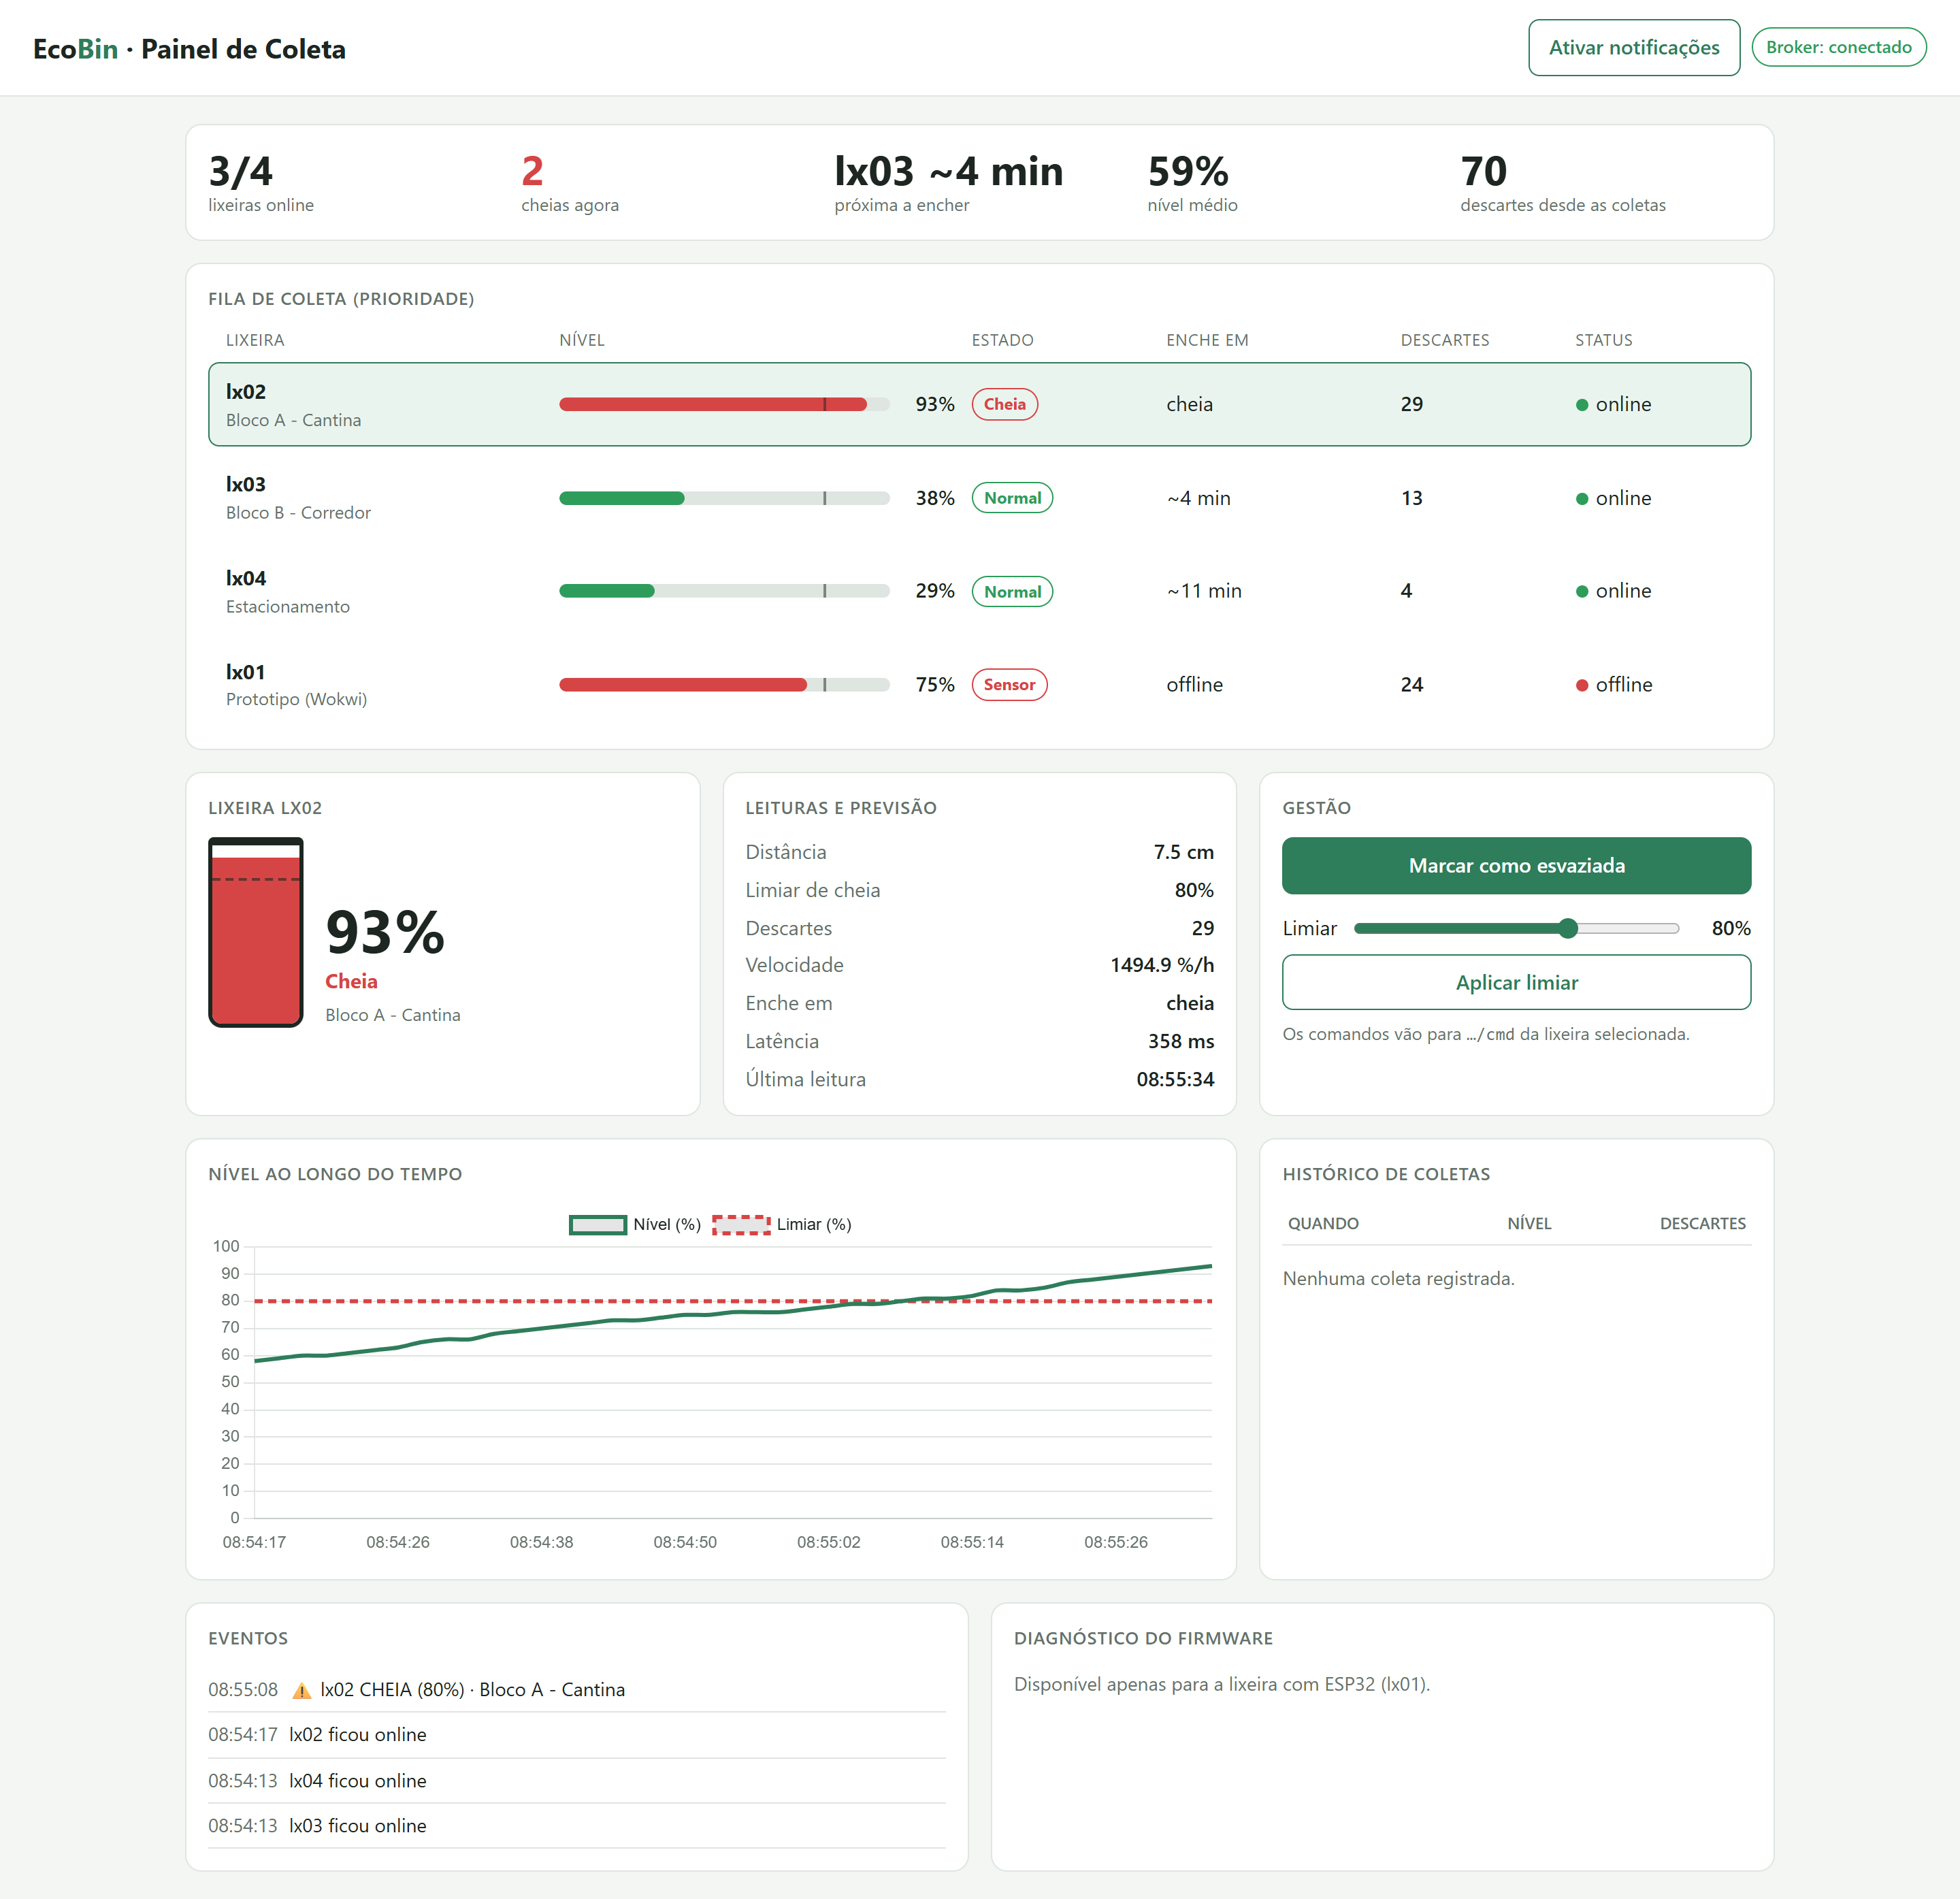 EcoBin · Painel de Coleta
Ativar notificações
Broker: conectado
3/4
lixeiras online
2
cheias agora
lx03 ~4 min
próxima a encher
59%
nível médio
70
descartes desde as coletas
FILA DE COLETA (PRIORIDADE)
LIXEIRA NÍVEL ESTADO ENCHE EM DESCARTES STATUS
lx02
Bloco A - Cantina
93% Cheia cheia 29 online
lx03
Bloco B - Corredor
38% Normal ~4 min 13 online
lx04
Estacionamento
29% Normal ~11 min 4 online
lx01
Prototipo (Wokwi)
75% Sensor offline 24 offline
LIXEIRA LX02
93%
Cheia
Bloco A - Cantina
LEITURAS E PREVISÃO
Distância 7.5 cm
Limiar de cheia 80%
Descartes 29
Velocidade 1494.9 %/h
Enche em cheia
Latência 358 ms
Última leitura 08:55:34
GESTÃO
Marcar como esvaziada
Limiar 80%
Aplicar limiar
Os comandos vão para …/cmd da lixeira selecionada.
NÍVEL AO LONGO DO TEMPO
Nível (%) Limiar (%)
100
90
80
70
60
50
40
30
20
10
0
08:54:17 08:54:26 08:54:38 08:54:50 08:55:02 08:55:14 08:55:26
HISTÓRICO DE COLETAS
QUANDO NÍVEL DESCARTES
Nenhuma coleta registrada.
EVENTOS
08:55:08 ⚠️ lx02 CHEIA (80%) · Bloco A - Cantina
08:54:17 lx02 ficou online
08:54:13 lx04 ficou online
08:54:13 lx03 ficou online
DIAGNÓSTICO DO FIRMWARE
Disponível apenas para a lixeira com ESP32 (lx01).